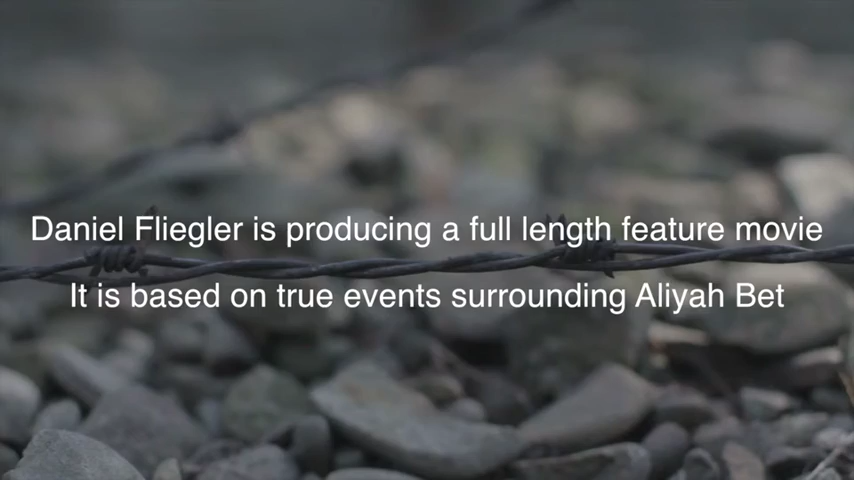 Daniel Fliegler is producing a full length feature movie
It is based on true events surrounding Aliyah Bet